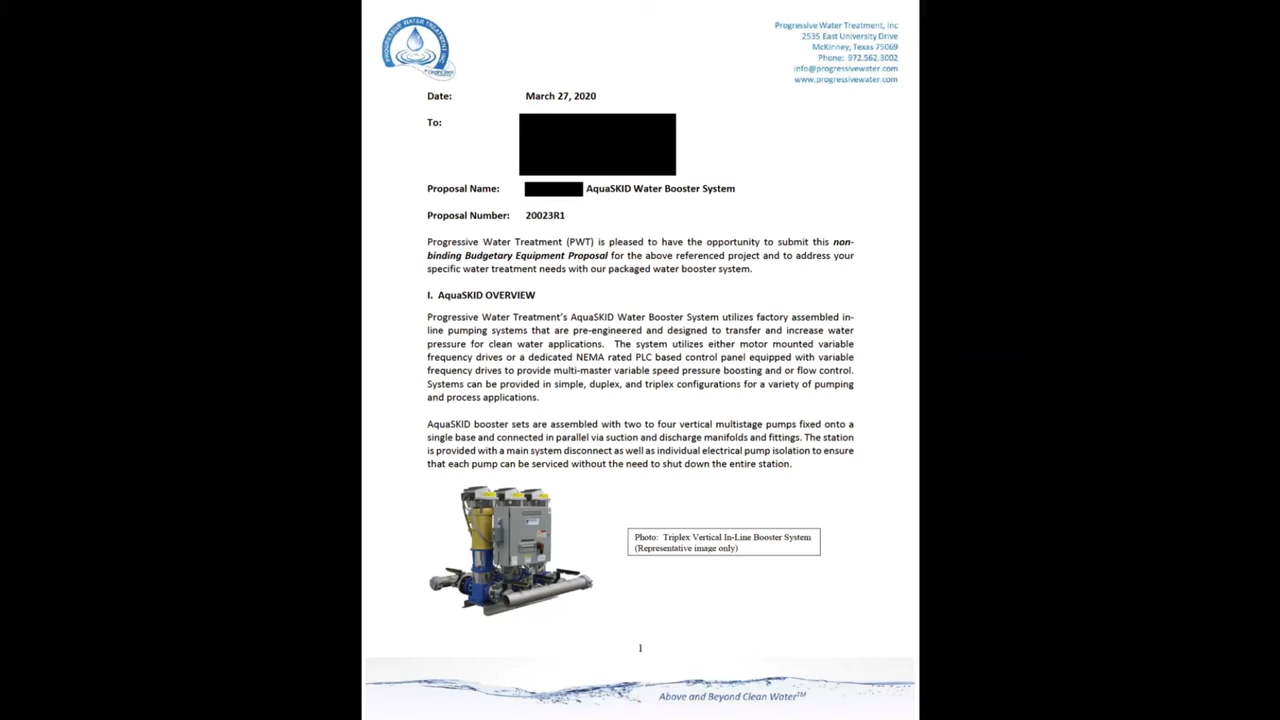 PROGRESSIVE WATER TREATMENT INC
Progressive Water Treatment, Inc
2535 East University Drive
McKinney, Texas 75069
Phone: 972.562.3002
info@progressivewater.com
www.progressivewater.com
Date: March 27, 2020
To:
Proposal Name: AquaSKID Water Booster System
Proposal Number: 20023R1
Progressive Water Treatment (PWT) is pleased to have the opportunity to submit this non-
binding Budgetary Equipment Proposal for the above referenced project and to address your
specific water treatment needs with our packaged water booster system.
I. AquaSKID OVERVIEW
Progressive Water Treatment's AquaSKID Water Booster System utilizes factory assembled in-
line pumping systems that are pre-engineered and designed to transfer and increase water
pressure for clean water applications. The system utilizes either motor mounted variable
frequency drives or a dedicated NEMA rated PLC based control panel equipped with variable
frequency drives to provide multi-master variable speed pressure boosting and or flow control.
Systems can be provided in simple, duplex, and triplex configurations for a variety of pumping
and process applications.
AquaSKID booster sets are assembled with two to four vertical multistage pumps fixed onto a
single base and connected in parallel via suction and discharge manifolds and fittings. The station
is provided with a main system disconnect as well as individual electrical pump isolation to ensure
that each pump can be serviced without the need to shut down the entire station.
Photo: Triplex Vertical In-Line Booster System
(Representative image only)
1
Above and Beyond Clean Water™